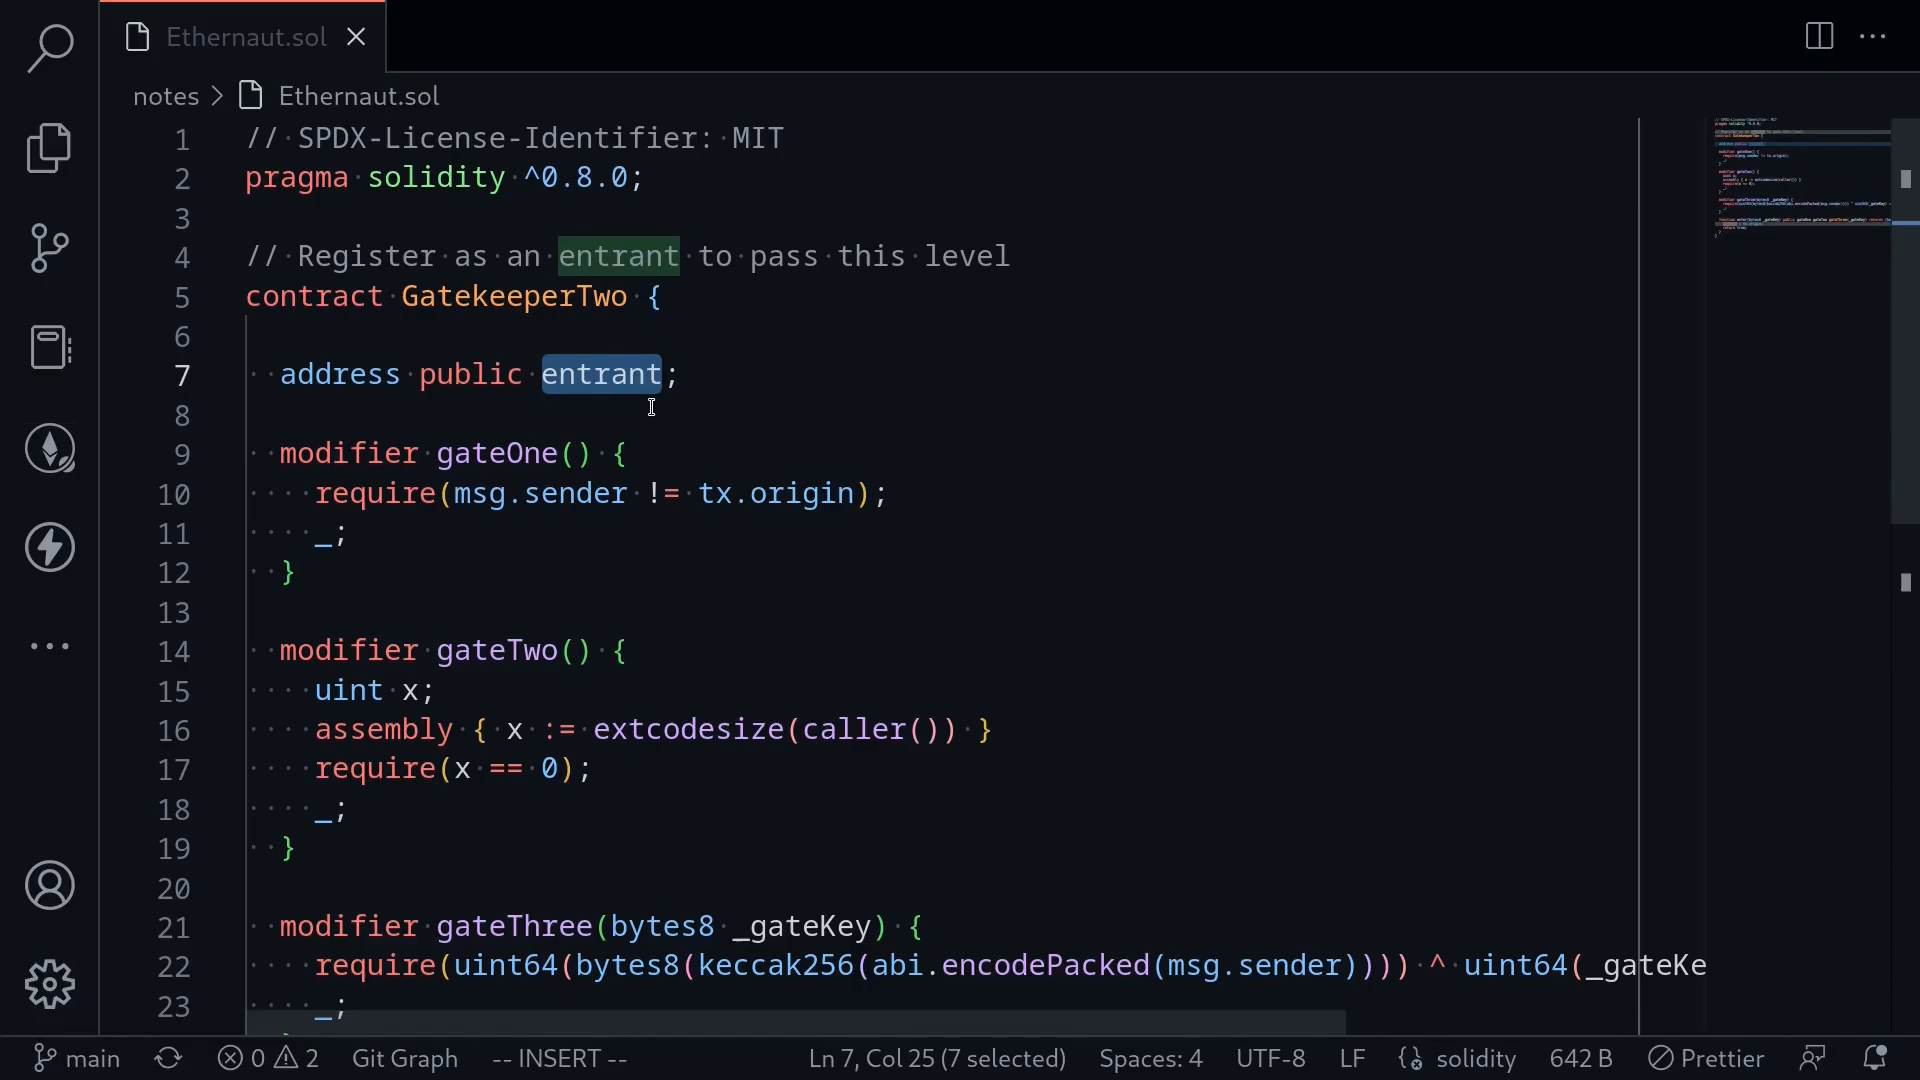 Ethernaut.sol
notes > Ethernaut.sol
1 // SPDX-License-Identifier: MIT
2 pragma solidity ^0.8.0;
3
4 // Register as an entrant to pass this level
5 contract GatekeeperTwo {
6
7 address public entrant;
8
9 modifier gateOne() {
10 require(msg.sender != tx.origin);
11 _;
12 }
13
14 modifier gateTwo() {
15 uint x;
16 assembly { x := extcodesize(caller()) }
17 require(x == 0);
18 _;
19 }
20
21 modifier gateThree(bytes8 _gateKey) {
22 require(uint64(bytes8(keccak256(abi.encodePacked(msg.sender)))) ^ uint64(_gateKe
23 _;
main 0 2 Git Graph -- INSERT -- Ln 7, Col 25 (7 selected) Spaces: 4 UTF-8 LF solidity 642 B Prettier